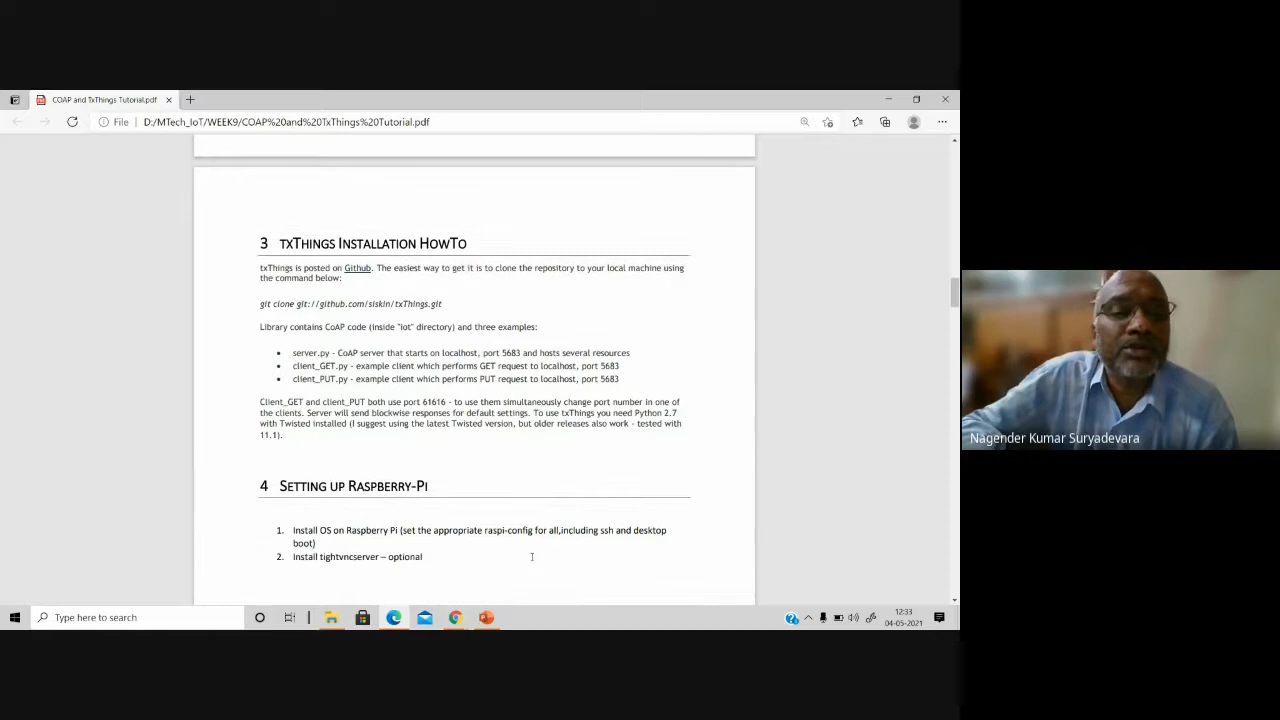 COAP and TxThings Tutorial.pdf
File D:/MTech_IoT/WEEK9/COAP%20and%20TxThings%20Tutorial.pdf
3 TXTHINGS INSTALLATION HOWTO
txThings is posted on Github. The easiest way to get it is to clone the repository to your local machine using
the command below:
git clone git://github.com/siskin/txThings.git
Library contains CoAP code (inside "iot" directory) and three examples:
• server.py - CoAP server that starts on localhost, port 5683 and hosts several resources
• client_GET.py - example client which performs GET request to localhost, port 5683
• client_PUT.py - example client which performs PUT request to localhost, port 5683
Client_GET and client_PUT both use port 61616 - to use them simultaneously change port number in one of
the clients. Server will send blockwise responses for default settings. To use txThings you need Python 2.7
with Twisted installed (I suggest using the latest Twisted version, but older releases also work - tested with
11.1).
4 SETTING UP RASPBERRY-PI
1. Install OS on Raspberry Pi (set the appropriate raspi-config for all,including ssh and desktop
boot)
2. Install tightvncserver – optional
Nagender Kumar Suryadevara
Type here to search
12:33
04-05-2021